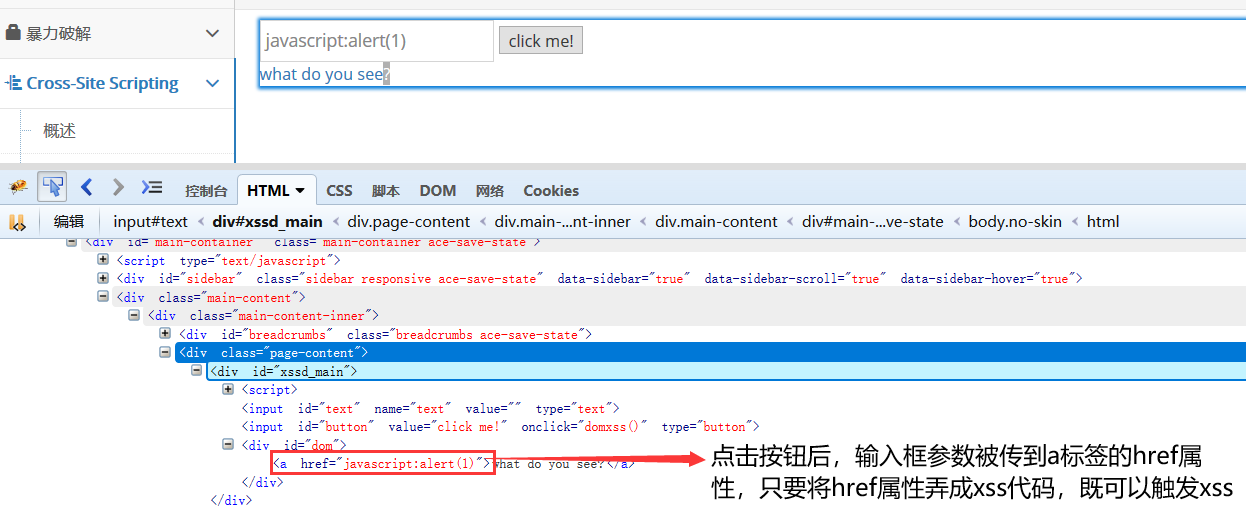 暴力破解
javascript:alert(1)
click me!
Cross-Site Scripting
what do you see?
概述
控制台 HTML CSS 脚本 DOM 网络 Cookies
编辑 input#text < div#xssd_main < div.page-content < div.main-...nt-inner < div.main-content < div#main-...ve-state < body.no-skin < html
<div id="main-container" class="main-container ace-save-state">
<script type="text/javascript">
<div id="sidebar" class="sidebar responsive ace-save-state" data-sidebar="true" data-sidebar-scroll="true" data-sidebar-hover="true">
<div class="main-content">
<div class="main-content-inner">
<div id="breadcrumbs" class="breadcrumbs ace-save-state">
<div class="page-content">
<div id="xssd_main">
<script>
<input id="text" name="text" value="" type="text">
<input id="button" value="click me!" onclick="domxss()" type="button">
<div id="dom">
<a href="javascript:alert(1)">what do you see?</a>
</div>
</div>
点击按钮后，输入框参数被传到a标签的href属
性，只要将href属性弄成xss代码，既可以触发xss